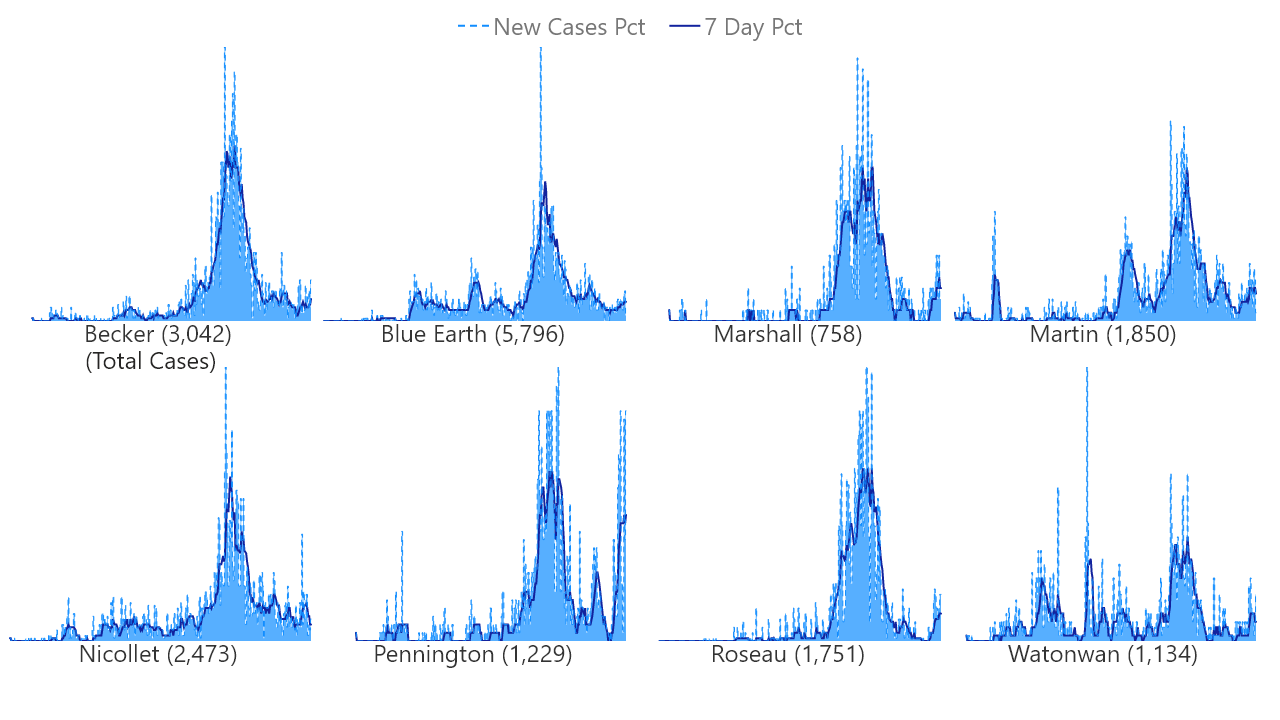 New Cases Pct 7 Day Pct
Becker (3,042) Blue Earth (5,796) Marshall (758) Martin (1,850)
(Total Cases)
Nicollet (2,473) Pennington (1,229) Roseau (1,751) Watonwan (1,134)